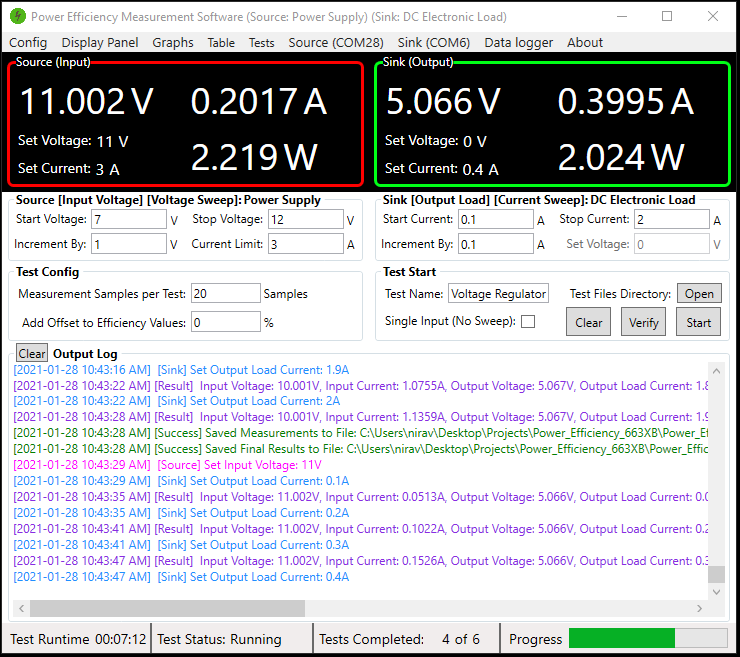 Power Efficiency Measurement Software (Source: Power Supply) (Sink: DC Electronic Load)
Config Display Panel Graphs Table Tests Source (COM28) Sink (COM6) Data logger About
Source (Input)
11.002 V 0.2017 A
Set Voltage: 11 V
Set Current: 3 A
2.219 W
Sink (Output)
5.066 V 0.3995 A
Set Voltage: 0 V
Set Current: 0.4 A
2.024 W
Source [Input Voltage] [Voltage Sweep]: Power Supply
Start Voltage: 7 V Stop Voltage: 12 V
Increment By: 1 V Current Limit: 3 A
Sink [Output Load] [Current Sweep]: DC Electronic Load
Start Current: 0.1 A Stop Current: 2 A
Increment By: 0.1 A Set Voltage: 0 V
Test Config
Measurement Samples per Test: 20 Samples
Add Offset to Efficiency Values: 0 %
Test Start
Test Name: Voltage Regulator Test Files Directory: Open
Single Input (No Sweep): Clear Verify Start
Clear Output Log
[2021-01-28 10:43:16 AM] [Sink] Set Output Load Current: 1.9A
[2021-01-28 10:43:22 AM] [Result] Input Voltage: 10.001V, Input Current: 1.0755A, Output Voltage: 5.067V, Output Load Current: 1.8
[2021-01-28 10:43:22 AM] [Sink] Set Output Load Current: 2A
[2021-01-28 10:43:28 AM] [Result] Input Voltage: 10.001V, Input Current: 1.1359A, Output Voltage: 5.067V, Output Load Current: 1.9
[2021-01-28 10:43:28 AM] [Success] Saved Measurements to File: C:\Users\nirav\Desktop\Projects\Power_Efficiency_663XB\Power_Ef
[2021-01-28 10:43:28 AM] [Success] Saved Final Results to File: C:\Users\nirav\Desktop\Projects\Power_Efficiency_663XB\Power_Effic
[2021-01-28 10:43:29 AM] [Source] Set Input Voltage: 11V
[2021-01-28 10:43:29 AM] [Sink] Set Output Load Current: 0.1A
[2021-01-28 10:43:35 AM] [Result] Input Voltage: 11.002V, Input Current: 0.0513A, Output Voltage: 5.066V, Output Load Current: 0.0
[2021-01-28 10:43:35 AM] [Sink] Set Output Load Current: 0.2A
[2021-01-28 10:43:41 AM] [Result] Input Voltage: 11.002V, Input Current: 0.1022A, Output Voltage: 5.066V, Output Load Current: 0.2
[2021-01-28 10:43:41 AM] [Sink] Set Output Load Current: 0.3A
[2021-01-28 10:43:47 AM] [Result] Input Voltage: 11.002V, Input Current: 0.1526A, Output Voltage: 5.066V, Output Load Current: 0.3
[2021-01-28 10:43:47 AM] [Sink] Set Output Load Current: 0.4A
Test Runtime 00:07:12 Test Status: Running Tests Completed: 4 of 6 Progress